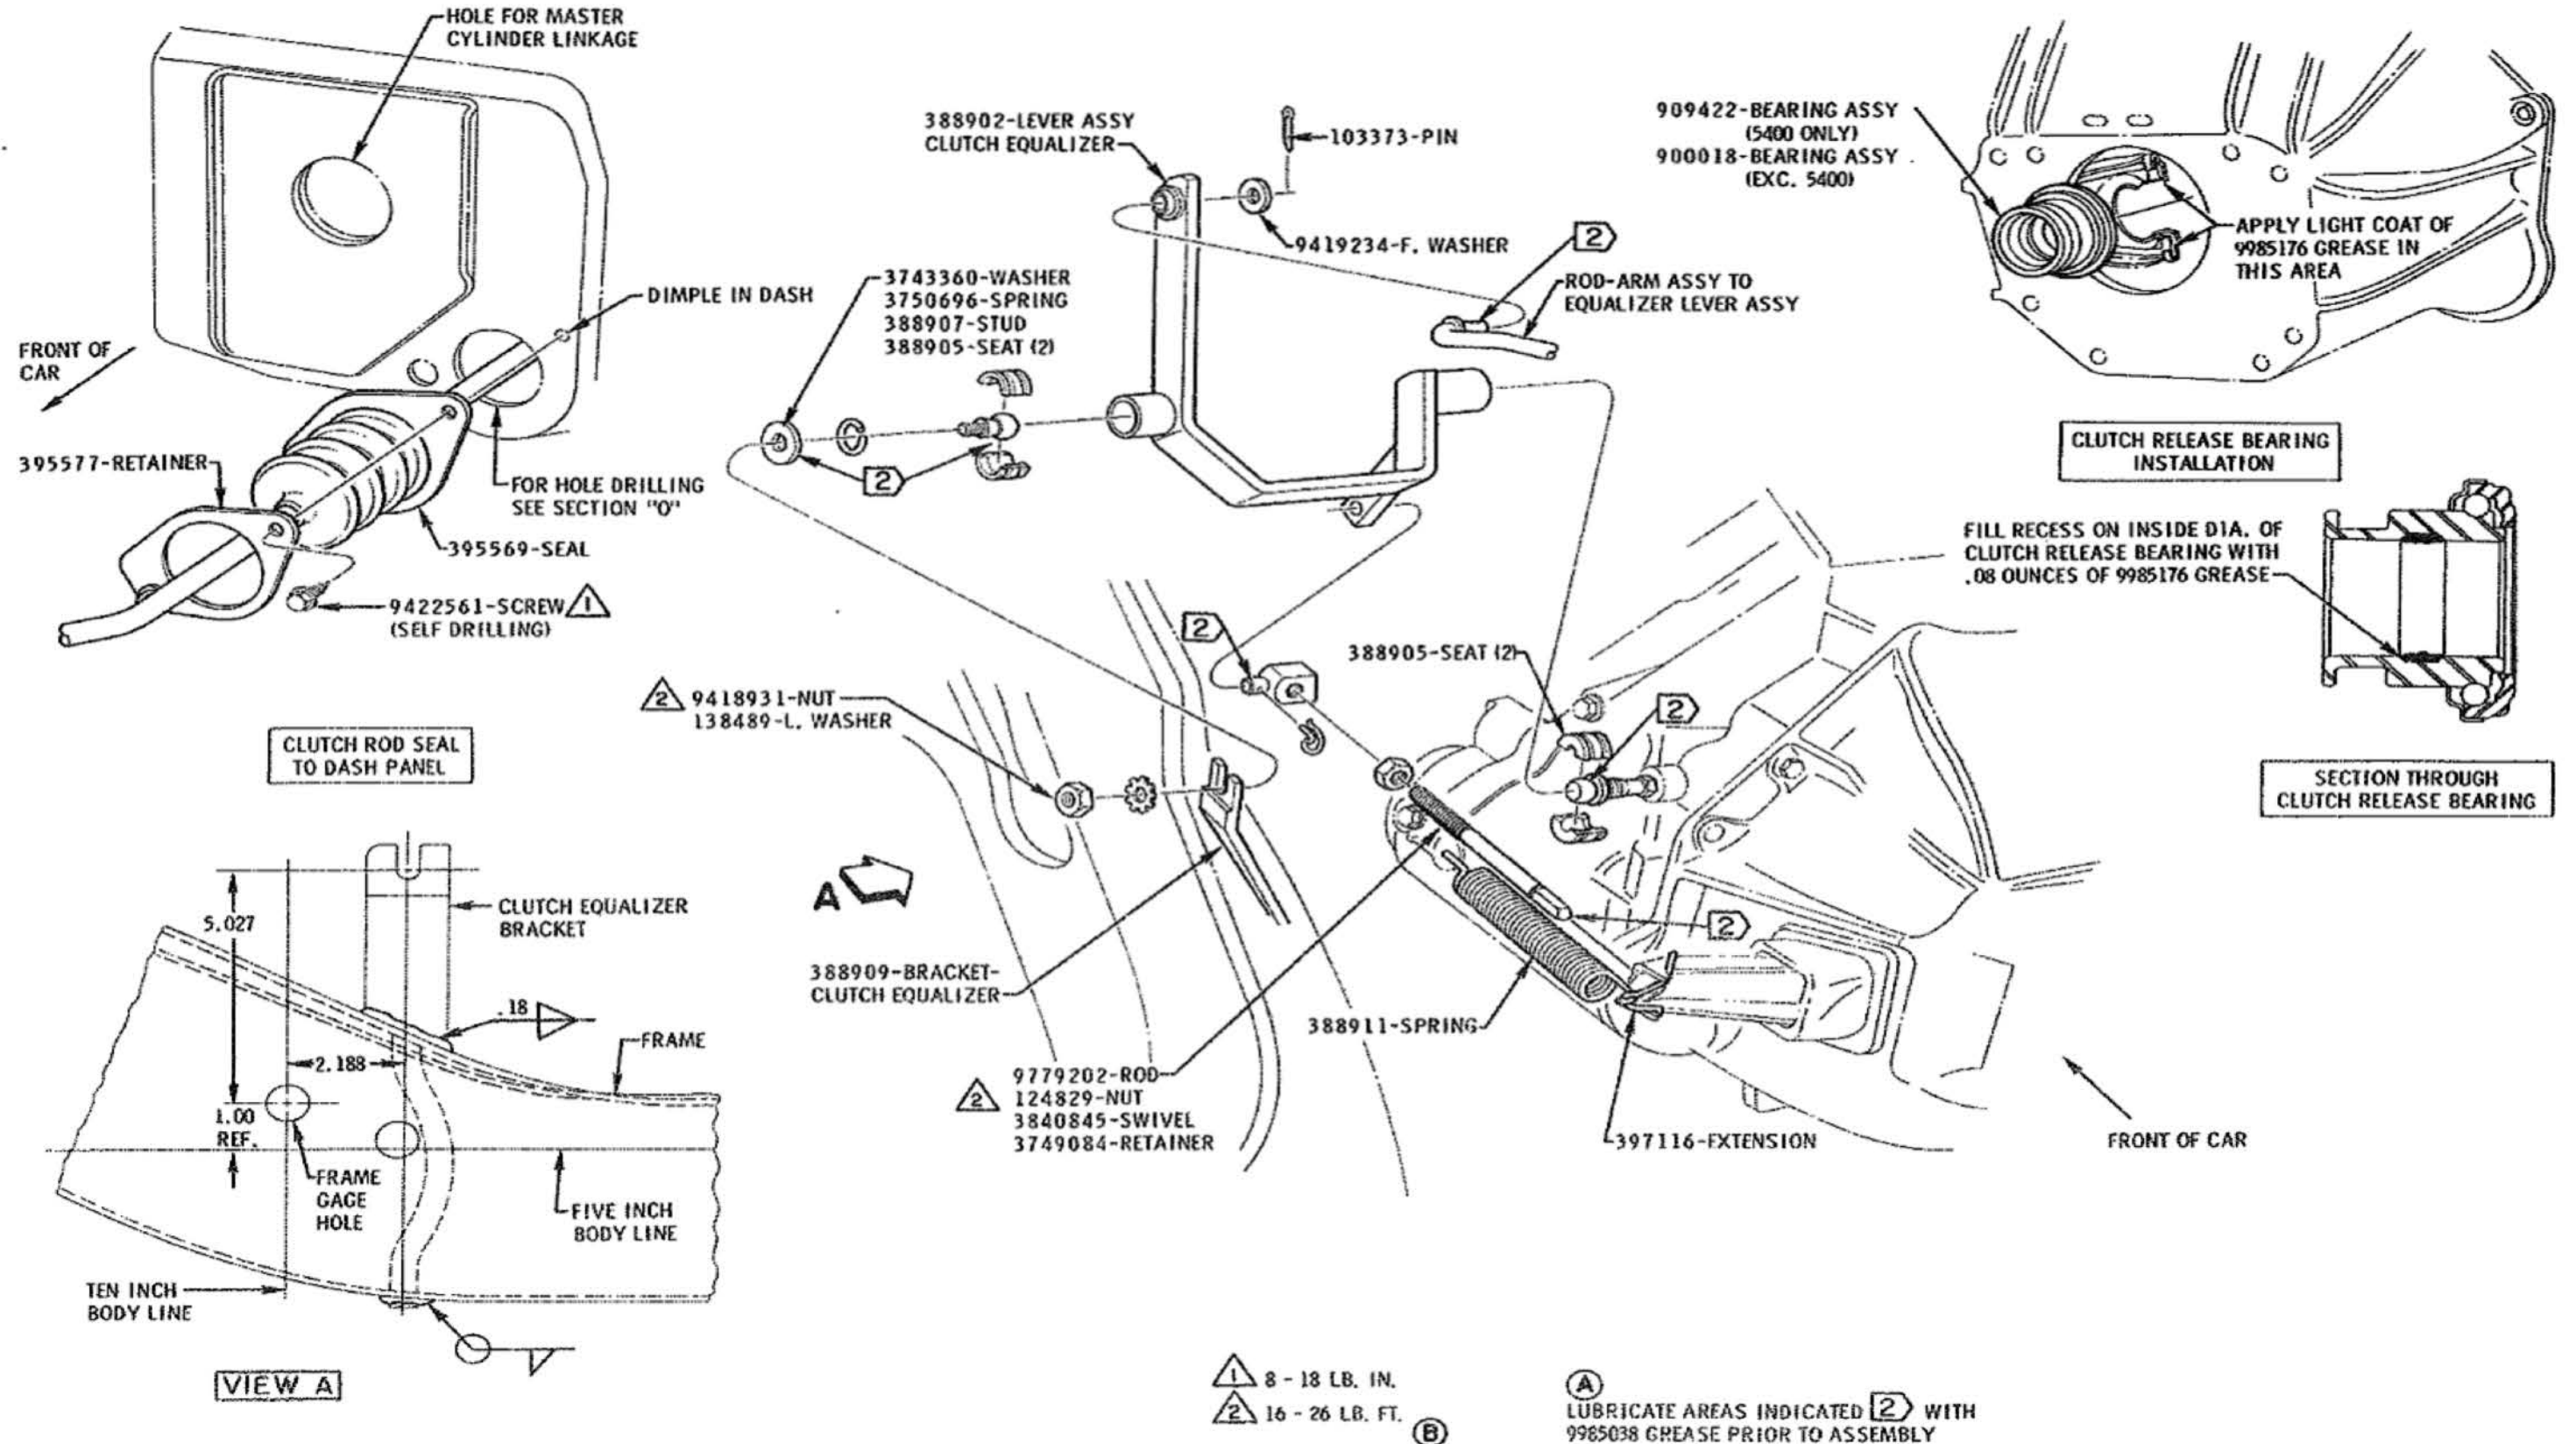 HOLE FOR MASTER
CYLINDER LINKAGE
DIMPLE IN DASH
FRONT OF
CAR
395577-RETAINER
FOR HOLE DRILLING
SEE SECTION "O"
395569-SEAL
9422561-SCREW 1
(SELF DRILLING)
CLUTCH ROD SEAL
TO DASH PANEL
388902-LEVER ASSY
CLUTCH EQUALIZER
103373-PIN
9419234-F. WASHER
2
ROD-ARM ASSY TO
EQUALIZER LEVER ASSY
3743360-WASHER
3750696-SPRING
388907-STUD
388905-SEAT (2)
2
909422-BEARING ASSY
(5400 ONLY)
900018-BEARING ASSY
(EXC. 5400)
APPLY LIGHT COAT OF
9985176 GREASE IN
THIS AREA
CLUTCH RELEASE BEARING
INSTALLATION
FILL RECESS ON INSIDE DIA. OF
CLUTCH RELEASE BEARING WITH
.08 OUNCES OF 9985176 GREASE
SECTION THROUGH
CLUTCH RELEASE BEARING
2
388905-SEAT (2)
2
2 9418931-NUT
138489-L. WASHER
A
2
388909-BRACKET-
CLUTCH EQUALIZER
388911-SPRING
9779202-ROD
2 124829-NUT
3840845-SWIVEL
3749084-RETAINER
397116-EXTENSION
FRONT OF CAR
5.027
CLUTCH EQUALIZER
BRACKET
.18
FRAME
2.188
1.00
REF.
FRAME
GAGE
HOLE
FIVE INCH
BODY LINE
TEN INCH
BODY LINE
VIEW A
1 8 - 18 LB. IN.
2 16 - 26 LB. FT.
B
A
LUBRICATE AREAS INDICATED 2 WITH
9985038 GREASE PRIOR TO ASSEMBLY